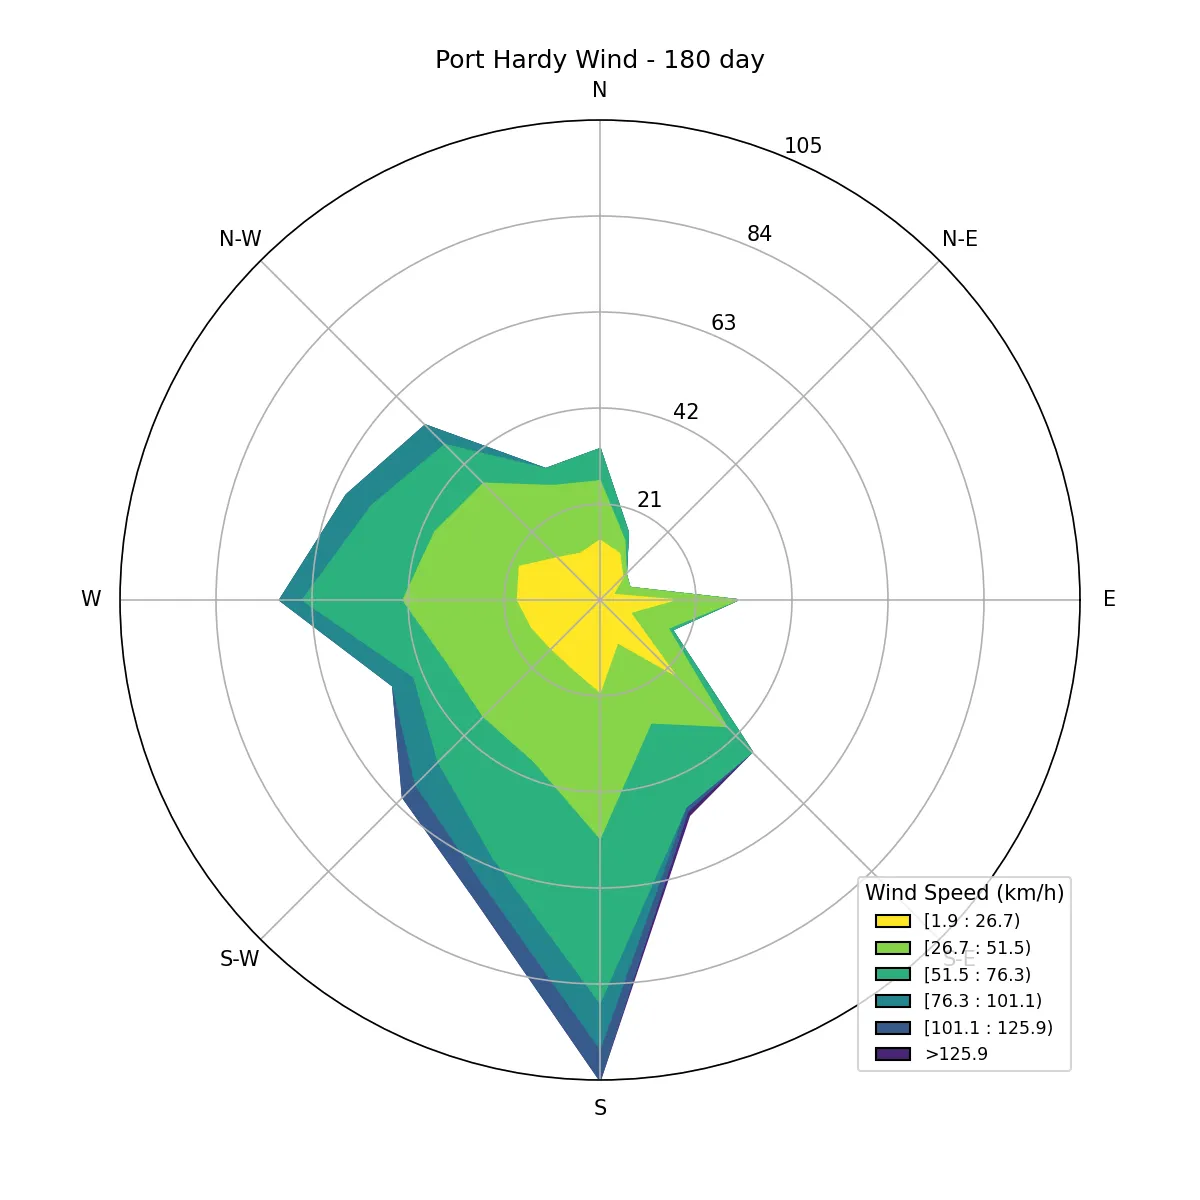 Port Hardy Wind - 180 day
N
105
N-W
84
N-E
63
42
21
W
E
Wind Speed (km/h)
[1.9 : 26.7)
[26.7 : 51.5)
S-W
S-E
[51.5 : 76.3)
[76.3 : 101.1)
[101.1 : 125.9)
>125.9
S